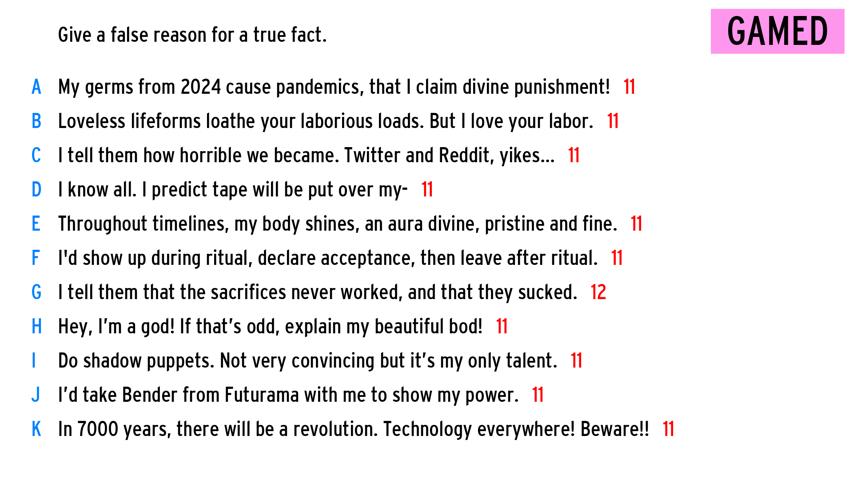 Give a false reason for a true fact.
GAMED
A My germs from 2024 cause pandemics, that I claim divine punishment! 11
B Loveless lifeforms loathe your laborious loads. But I love your labor. 11
C I tell them how horrible we became. Twitter and Reddit, yikes... 11
D I know all. I predict tape will be put over my- 11
E Throughout timelines, my body shines, an aura divine, pristine and fine. 11
F I'd show up during ritual, declare acceptance, then leave after ritual. 11
G I tell them that the sacrifices never worked, and that they sucked. 12
H Hey, I’m a god! If that’s odd, explain my beautiful bod! 11
I Do shadow puppets. Not very convincing but it’s my only talent. 11
J I’d take Bender from Futurama with me to show my power. 11
K In 7000 years, there will be a revolution. Technology everywhere! Beware!! 11